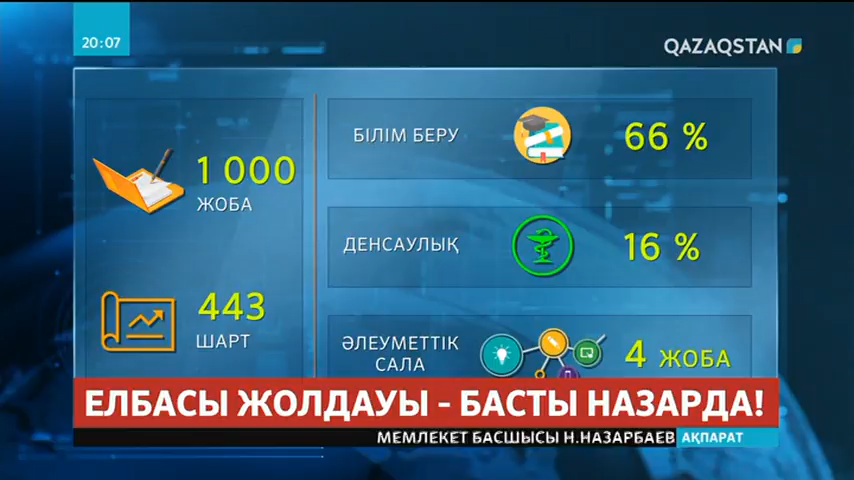 20:07
QAZAQSTAN
1 000
ЖОБА
443
ШАРТ
БІЛІМ БЕРУ
66 %
ДЕНСАУЛЫҚ
16 %
ӘЛЕУМЕТТІК
САЛА
4 ЖОБА
ЕЛБАСЫ ЖОЛДАУЫ - БАСТЫ НАЗАРДА!
МЕМЛЕКЕТ БАСШЫСЫ Н.НАЗАРБАЕВ
АҚПАРАТ